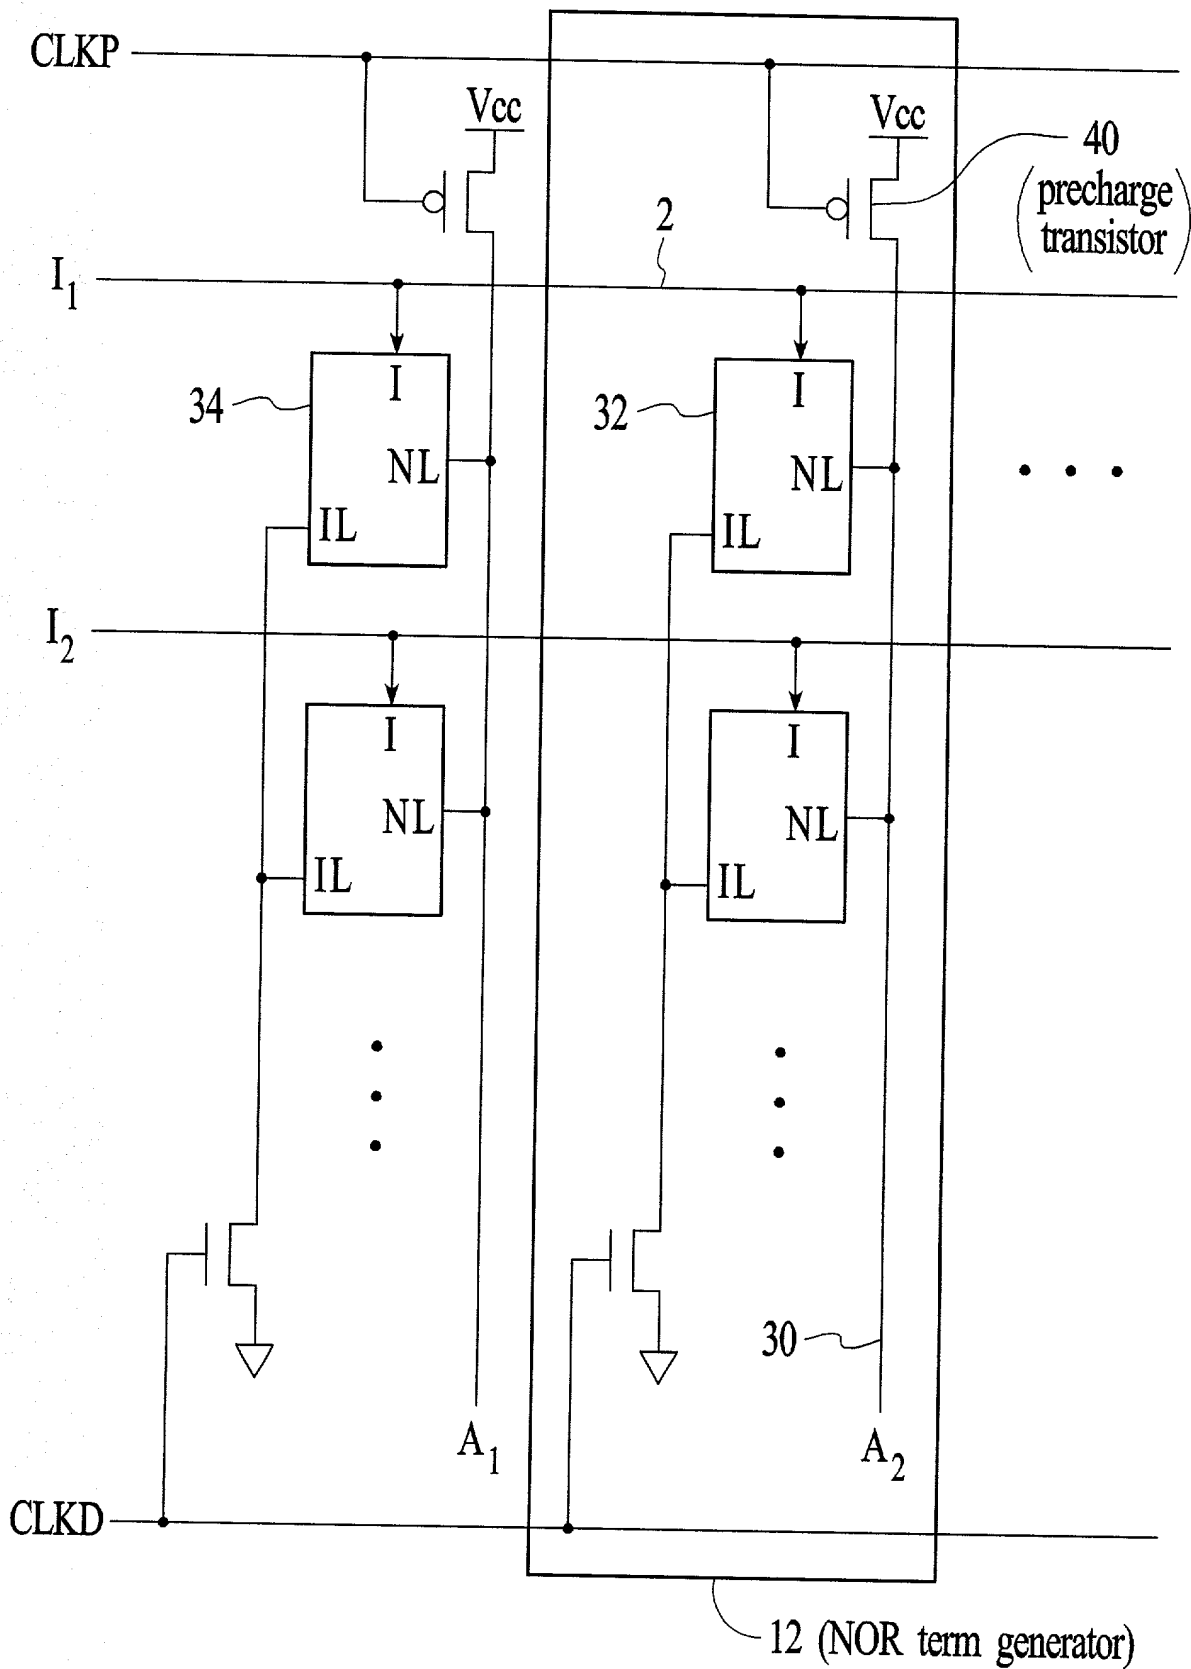 CLKP
Vcc
Vcc
40
(precharge
transistor)
2
I1
I
34
NL
IL
I
32
NL
IL
I2
I
NL
IL
I
NL
IL
30
A1
A2
CLKD
12 (NOR term generator)